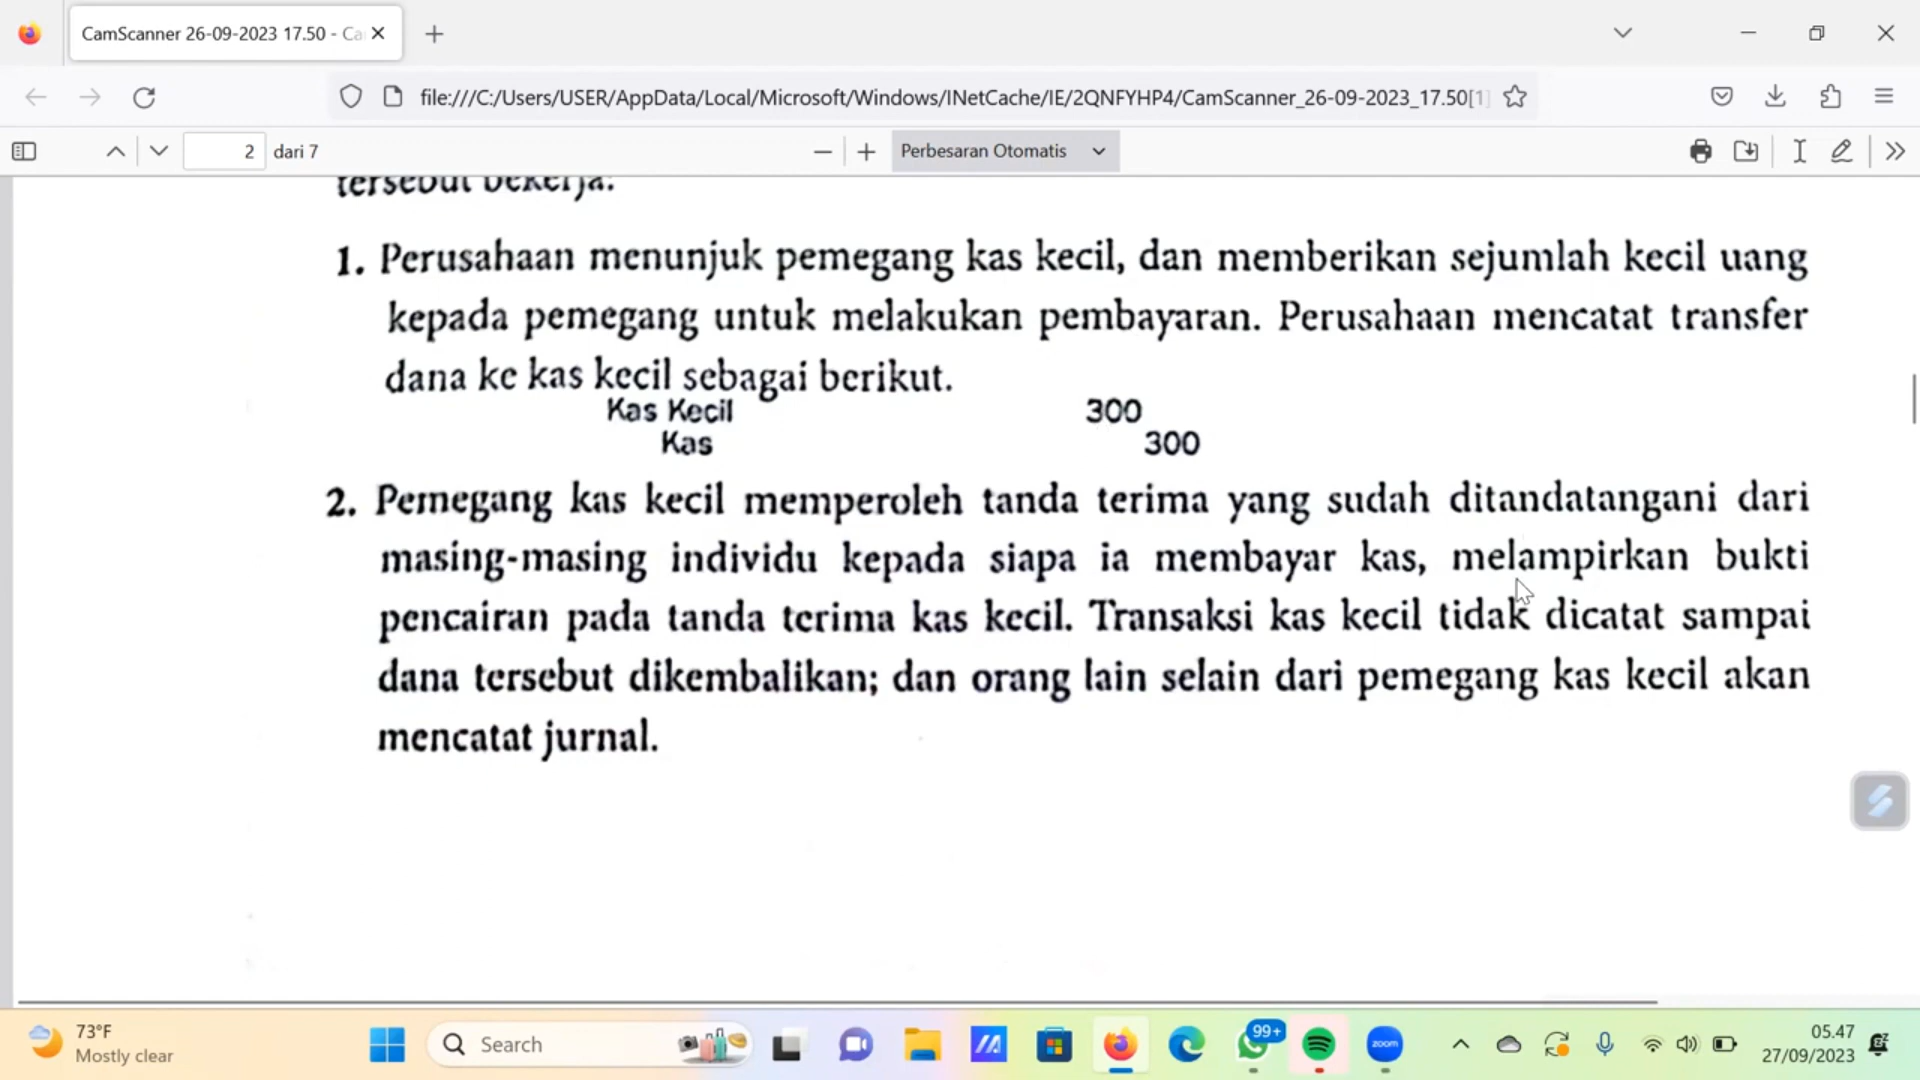 CamScanner 26-09-2023 17.50 - Ca
file:///C:/Users/USER/AppData/Local/Microsoft/Windows/INetCache/IE/2QNFYHP4/CamScanner_26-09-2023_17.50[1]
2 dari 7
Perbesaran Otomatis
tersebut bekerja.
1. Perusahaan menunjuk pemegang kas kecil, dan memberikan sejumlah kecil uang
kepada pemegang untuk melakukan pembayaran. Perusahaan mencatat transfer
dana ke kas kecil sebagai berikut.
Kas Kecil 300
Kas 300
2. Pemegang kas kecil memperoleh tanda terima yang sudah ditandatangani dari
masing-masing individu kepada siapa ia membayar kas, melampirkan bukti
pencairan pada tanda terima kas kecil. Transaksi kas kecil tidak dicatat sampai
dana tersebut dikembalikan; dan orang lain selain dari pemegang kas kecil akan
mencatat jurnal.
73°F
Mostly clear
Search
99+
zoom
05.47
27/09/2023